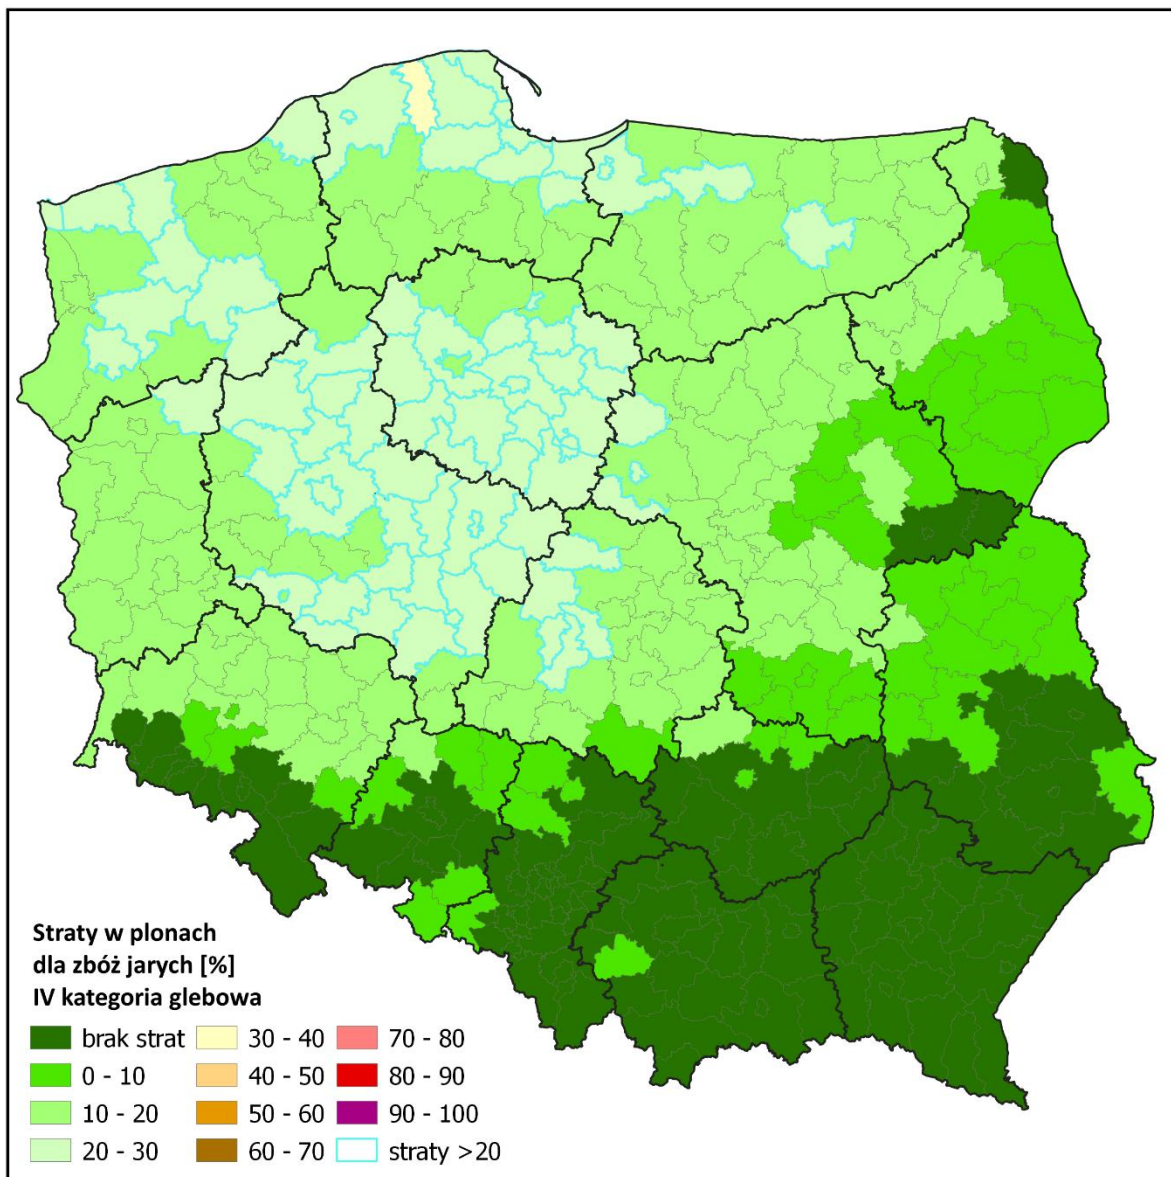 Straty w plonach
dla zbóż jarych [%]
IV kategoria glebowa
brak strat
0 - 10
10 - 20
20 - 30
30 - 40
40 - 50
50 - 60
60 - 70
70 - 80
80 - 90
90 - 100
straty >20